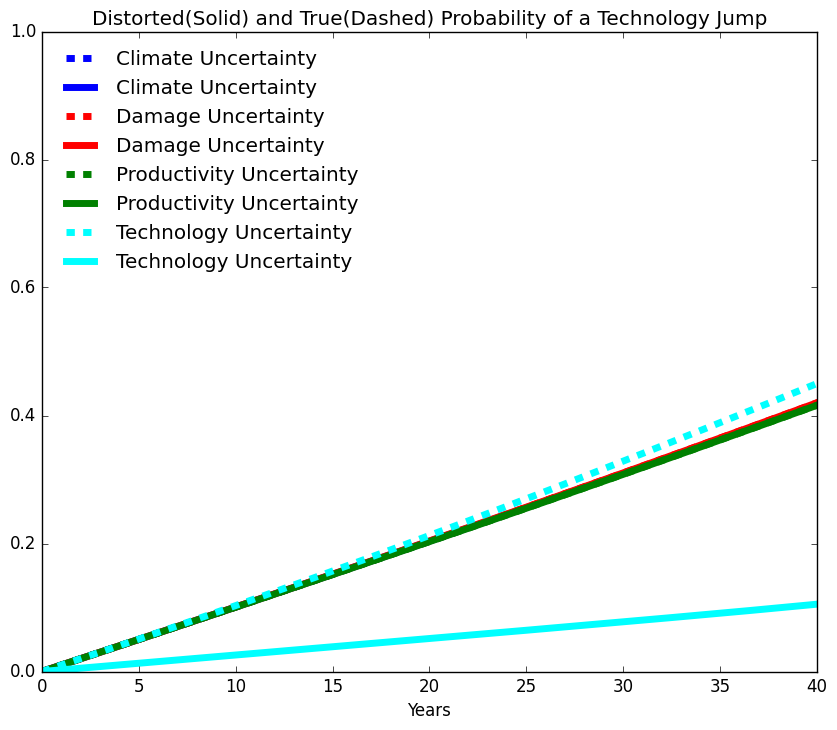 Distorted(Solid) and True(Dashed) Probability of a Technology Jump
1.0
Climate Uncertainty
Climate Uncertainty
Damage Uncertainty
Damage Uncertainty
Productivity Uncertainty
Productivity Uncertainty
Technology Uncertainty
Technology Uncertainty
0.8
0.6
0.4
0.2
0.0
0 5 10 15 20 25 30 35 40
Years